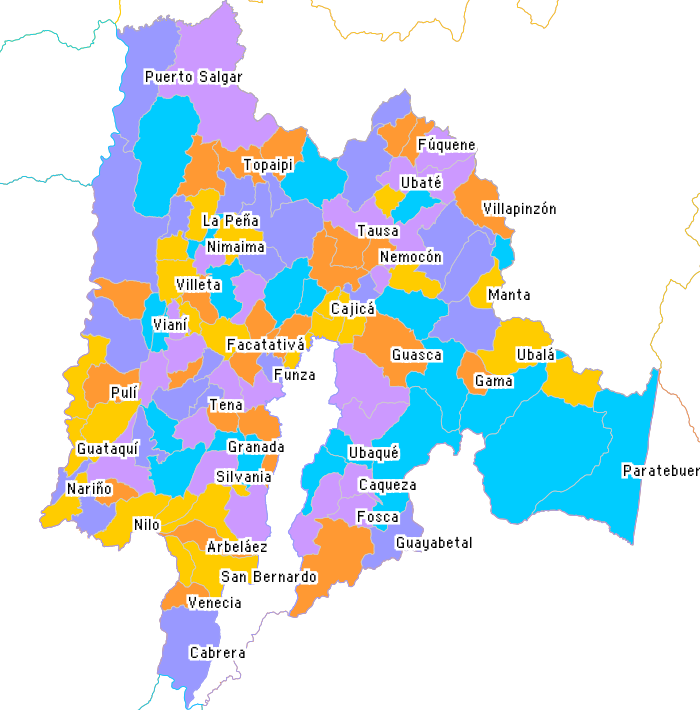 Puerto Salgar
Fúquene
Topaipi
Ubaté
Villapinzón
La Peña
Tausa
Nimaima
Nemocón
Villeta
Manta
Cajicá
Vianí
Facatativá
Guasca
Ubalá
Funza
Gama
Pulí
Tena
Granada
Guataquí
Ubaqué
Paratebuer
Silvania
Caqueza
Nariño
Fosca
Nilo
Guayabetal
Arbeláez
San Bernardo
Venecia
Cabrera